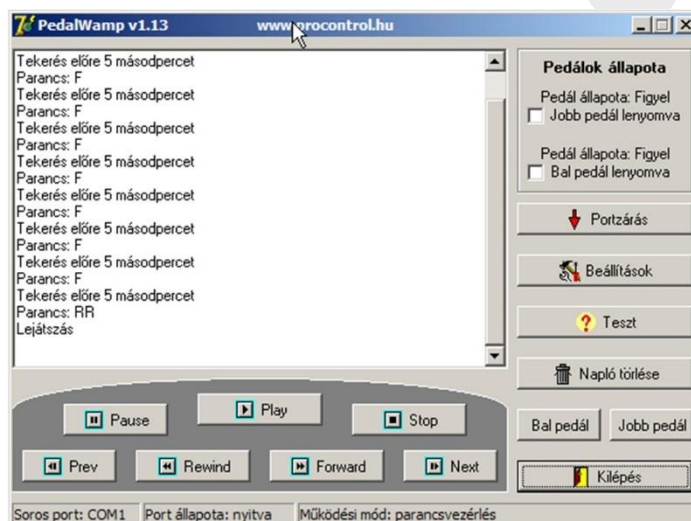 PedalWamp v1.13 www.procontrol.hu
Tekerés előre 5 másodpercet
Parancs: F
Tekerés előre 5 másodpercet
Parancs: F
Tekerés előre 5 másodpercet
Parancs: F
Tekerés előre 5 másodpercet
Parancs: F
Tekerés előre 5 másodpercet
Parancs: F
Tekerés előre 5 másodpercet
Parancs: F
Tekerés előre 5 másodpercet
Parancs: F
Tekerés előre 5 másodpercet
Parancs: RR
Lejátszás
Pedálok állapota
Pedál állapota: Figyel
Jobb pedál lenyomva
Pedál állapota: Figyel
Bal pedál lenyomva
Portzárás
Beállítások
Teszt
Napló törlése
Bal pedál Jobb pedál
Kilépés
Pause Play Stop
Prev Rewind Forward Next
Soros port: COM1 Port állapota: nyitva Működési mód: parancsvezérlés